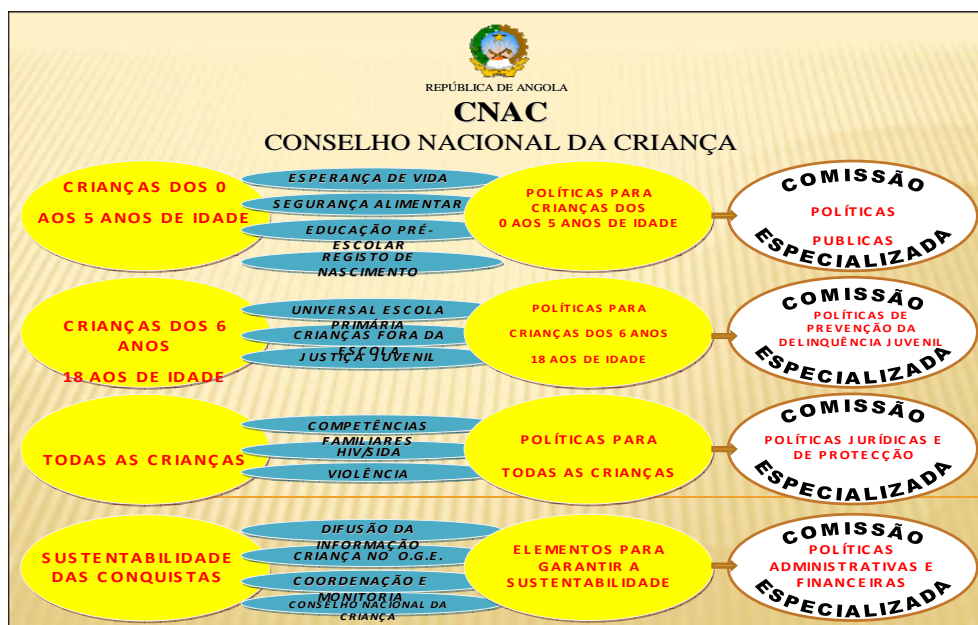 REPÚBLICA DE ANGOLA
CNAC
CONSELHO NACIONAL DA CRIANÇA
CRIANÇAS DOS 0
AOS 5 ANOS DE IDADE
ESPERANÇA DE VIDA
SEGURANÇA ALIMENTAR
EDUCAÇÃO PRÉ-
ESCOLAR
REGISTO DE
NASCIMENTO
POLÍTICAS PARA
CRIANÇAS DOS
0 AOS 5 ANOS DE IDADE
COMISSÃO
POLÍTICAS
PUBLICAS
ESPECIALIZADA
CRIANÇAS DOS 6
ANOS
18 AOS DE IDADE
UNIVERSAL ESCOLA
PRIMÁRIA
CRIANÇAS FORA DA
ESCOLA
JUSTIÇA JUVENIL
POLÍTICAS PARA
CRIANÇAS DOS 6 ANOS
18 AOS DE IDADE
COMISSÃO
POLÍTICAS DE
PREVENÇÃO DA
DELINQUÊNCIA JUVENIL
ESPECIALIZADA
TODAS AS CRIANÇAS
COMPETÊNCIAS
FAMILIARES
HIV/SIDA
VIOLÊNCIA
POLÍTICAS PARA
TODAS AS CRIANÇAS
COMISSÃO
POLÍTICAS JURÍDICAS E
DE PROTECÇÃO
ESPECIALIZADA
SUSTENTABILIDADE
DAS CONQUISTAS
DIFUSÃO DA
INFORMAÇÃO
CRIANÇA NO O.G.E.
COORDENAÇÃO E
MONITORIA
CONSELHO NACIONAL DA
CRIANÇA
ELEMENTOS PARA
GARANTIR A
SUSTENTABILIDADE
COMISSÃO
POLÍTICAS
ADMINISTRATIVAS E
FINANCEIRAS
ESPECIALIZADA